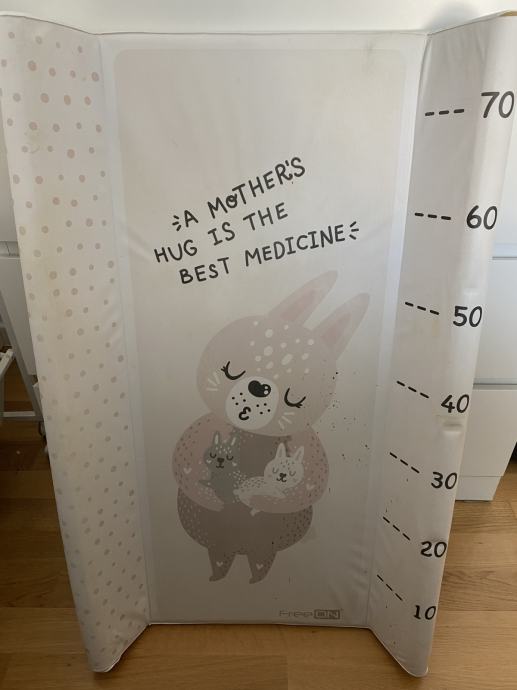 A MOTHER'S
HUG IS THE
BEST MEDICINE
70
60
50
40
30
20
10
FreeON